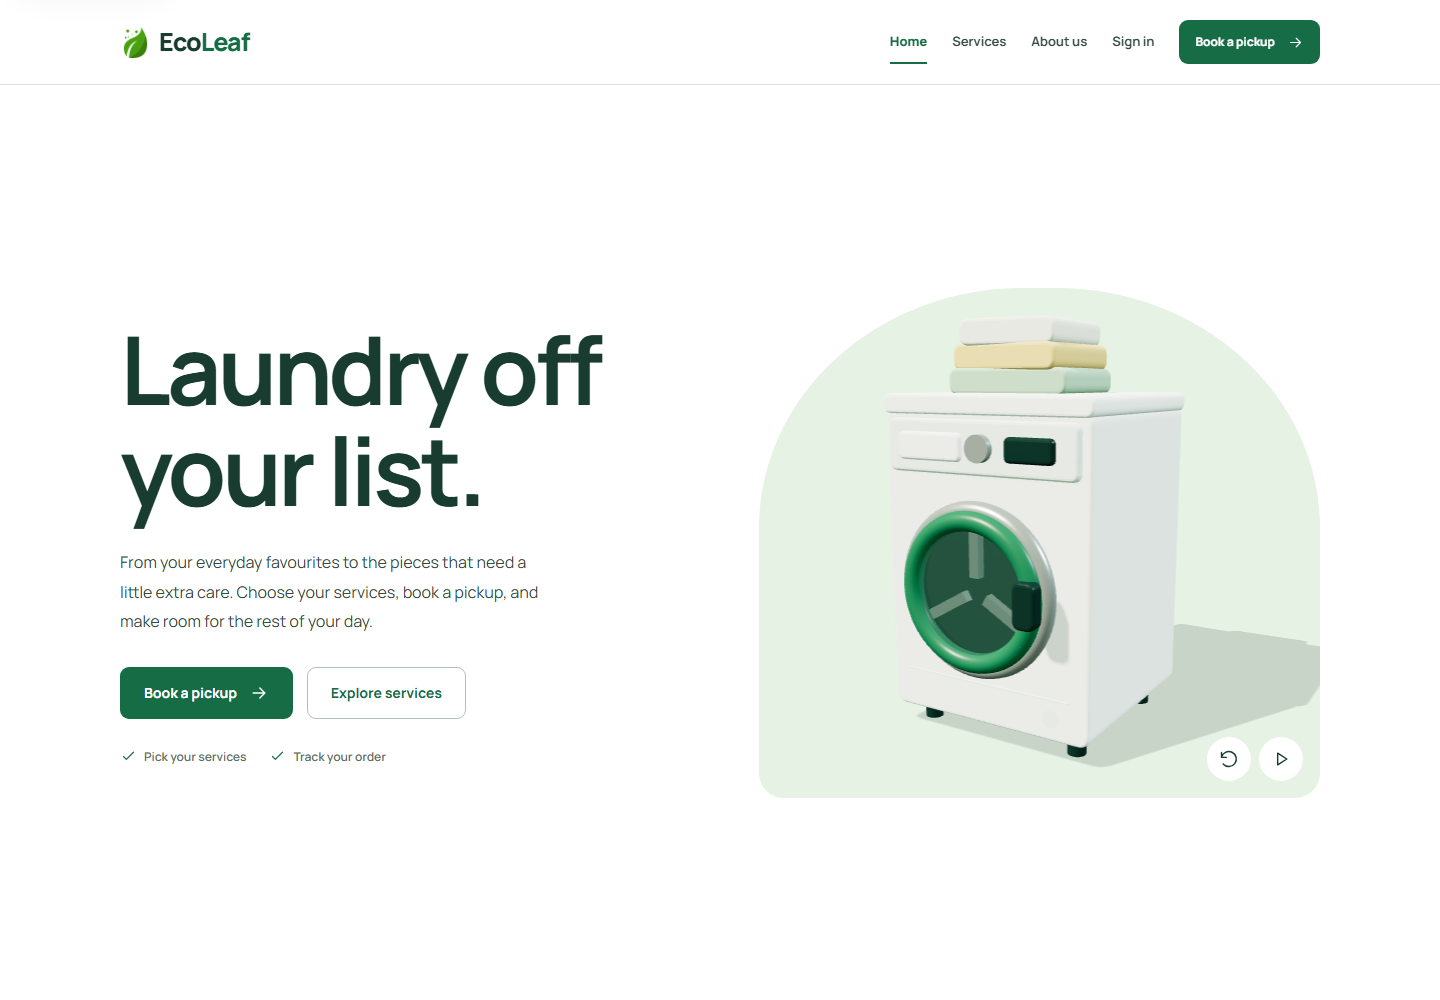 EcoLeaf
Home
Services
About us
Sign in
Book a pickup
Laundry off
your list.
From your everyday favourites to the pieces that need a
little extra care. Choose your services, book a pickup, and
make room for the rest of your day.
Book a pickup
Explore services
Pick your services
Track your order